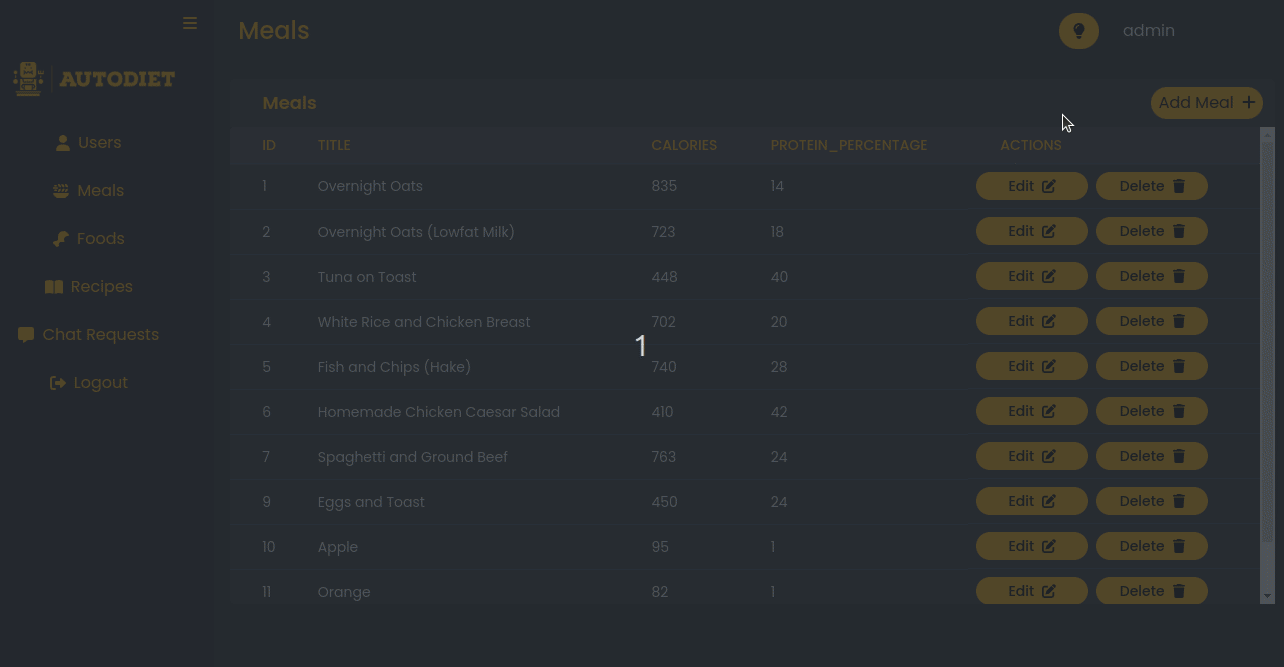 Meals
admin
AUTODIET
Users
Meals
Foods
Recipes
Chat Requests
Logout
Meals
Add Meal
ID TITLE CALORIES PROTEIN_PERCENTAGE ACTIONS
1 Overnight Oats 835 14 Edit Delete
2 Overnight Oats (Lowfat Milk) 723 18 Edit Delete
3 Tuna on Toast 448 40 Edit Delete
4 White Rice and Chicken Breast 702 20 Edit Delete
1
5 Fish and Chips (Hake) 740 28 Edit Delete
6 Homemade Chicken Caesar Salad 410 42 Edit Delete
7 Spaghetti and Ground Beef 763 24 Edit Delete
9 Eggs and Toast 450 24 Edit Delete
10 Apple 95 1 Edit Delete
11 Orange 82 1 Edit Delete